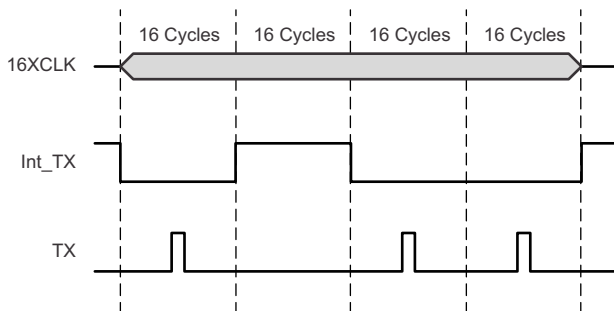 16 Cycles 16 Cycles 16 Cycles 16 Cycles
16XCLK
Int_TX
TX